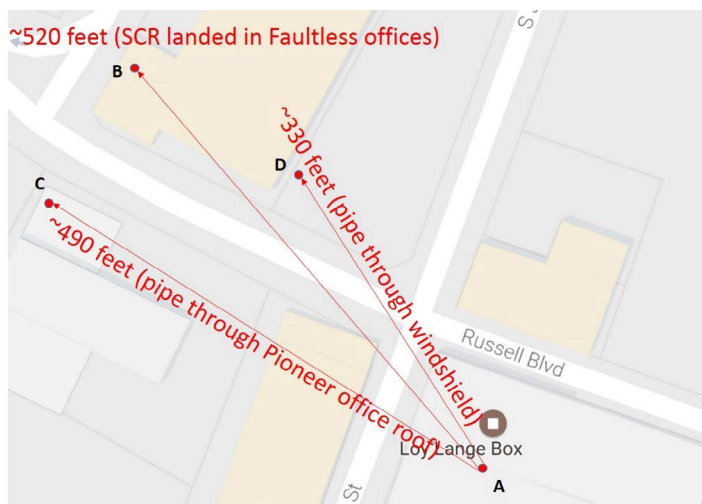 ~520 feet (SCR landed in Faultless offices)
S
B
~330 feet (pipe through windshield)
D
C
~490 feet (pipe through Pioneer office roof)
Russell Blvd
Loy Lange Box
A
St